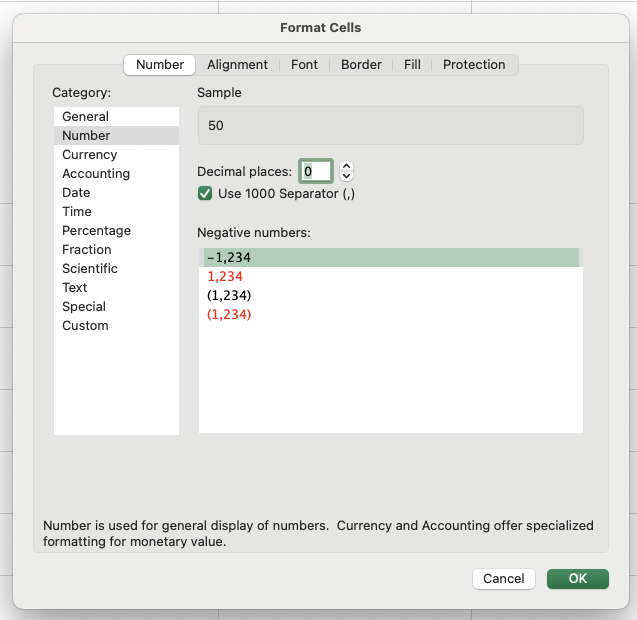 Format Cells
Number Alignment Font Border Fill Protection
Category:
General
Number
Currency
Accounting
Date
Time
Percentage
Fraction
Scientific
Text
Special
Custom
Sample
50
Decimal places: 0
Use 1000 Separator (,)
Negative numbers:
-1,234
1,234
(1,234)
(1,234)
Number is used for general display of numbers.  Currency and Accounting offer specialized
formatting for monetary value.
Cancel OK